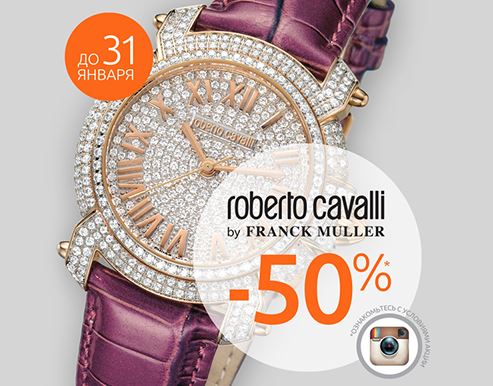 ДО 31
ЯНВАРЯ
roberto cavalli
roberto cavalli
by FRANCK MULLER
-50%*
*ОЗНАКОМЬТЕСЬ С УСЛОВИЯМИ АКЦИИ